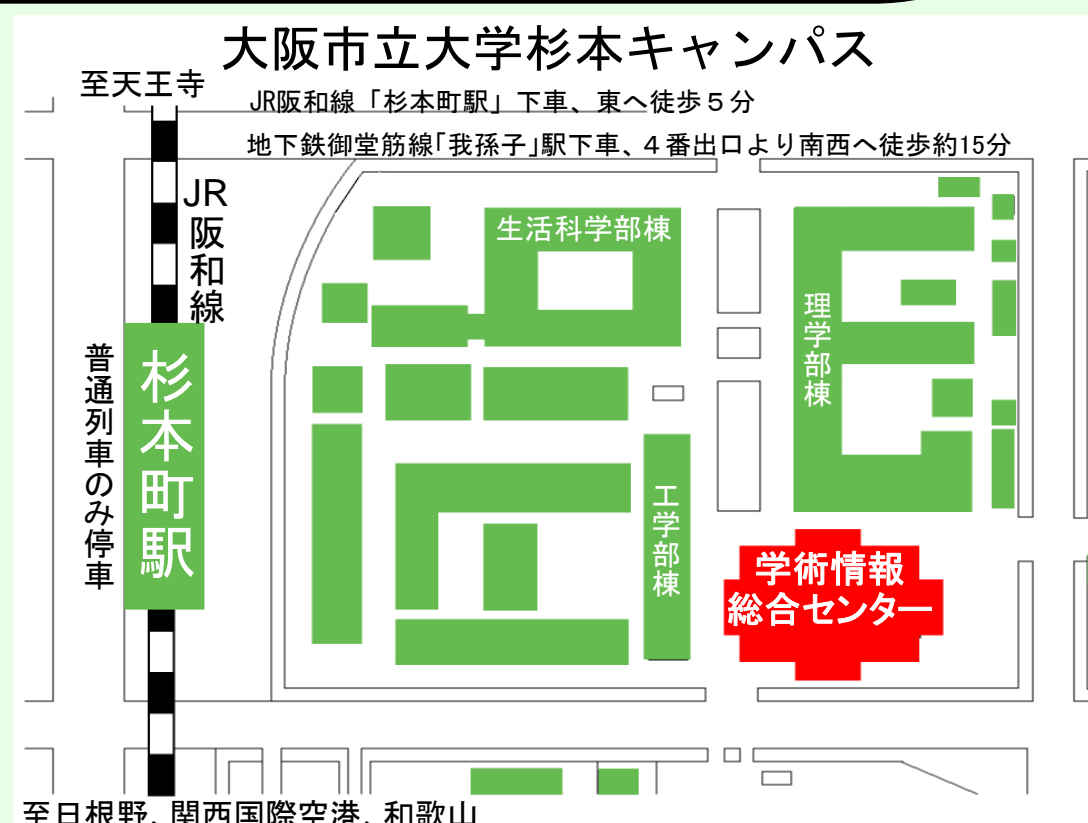 大阪市立大学杉本キャンパス
至天王寺
JR阪和線「杉本町駅」下車、東へ徒歩５分
地下鉄御堂筋線「我孫子」駅下車、４番出口より南西へ徒歩約15分
JR阪和線
生活科学部棟
理学部棟
普通列車のみ停車
杉本町駅
工学部棟
学術情報
総合センター
至日根野、関西国際空港、和歌山